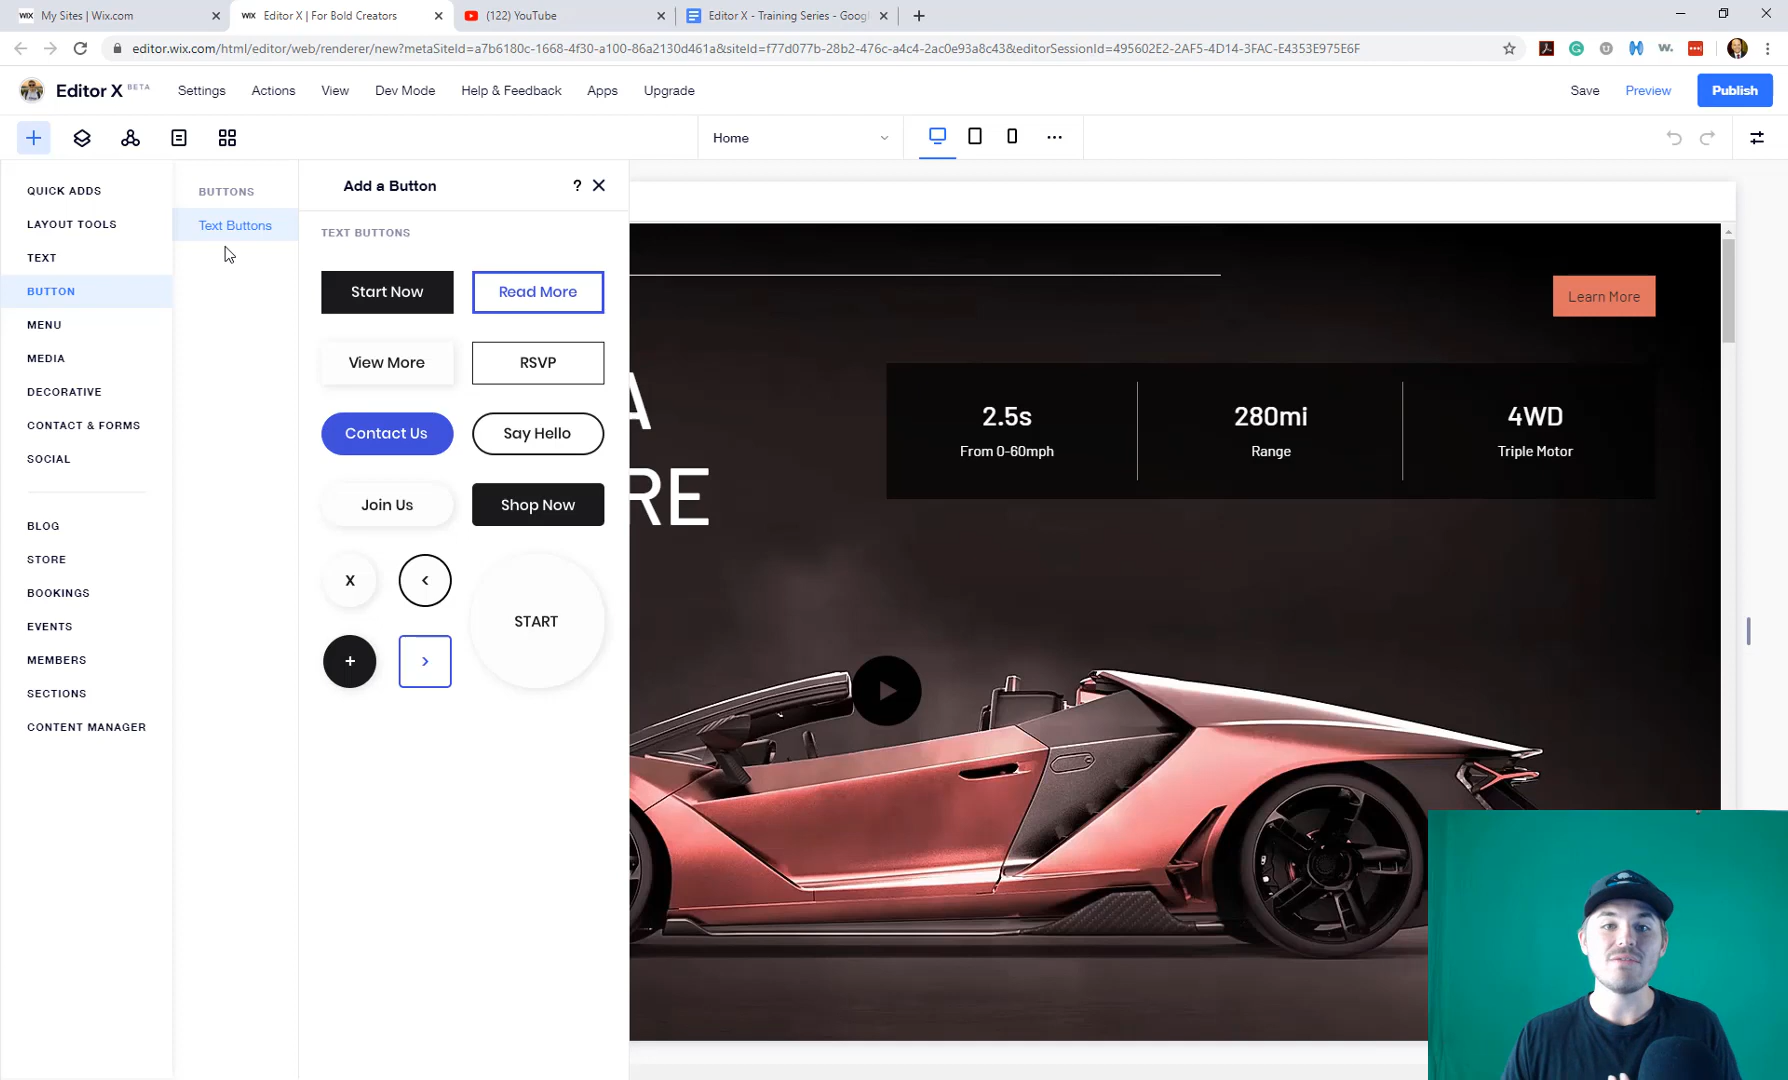 WIX My Sites | Wix.com
WIX Editor X | For Bold Creators
(122) YouTube
Editor X - Training Series - Googl
editor.wix.com/html/editor/web/renderer/new?metaSiteId=a7b6180c-1668-4f30-a100-86a2130d461a&siteId=f77d077b-28b2-476c-a4c4-2ac0e93a8c43&editorSessionId=495602E2-2AF5-4D14-3FAC-E4353E975E6F
Editor X BETA
Settings
Actions
View
Dev Mode
Help & Feedback
Apps
Upgrade
Save
Preview
Publish
Home
QUICK ADDS
LAYOUT TOOLS
TEXT
BUTTON
MENU
MEDIA
DECORATIVE
CONTACT & FORMS
SOCIAL
BLOG
STORE
BOOKINGS
EVENTS
MEMBERS
SECTIONS
CONTENT MANAGER
BUTTONS
Text Buttons
Add a Button
?
TEXT BUTTONS
Start Now
Read More
View More
RSVP
Contact Us
Say Hello
Join Us
Shop Now
X
<
START
+
>
Learn More
A
RE
2.5s
From 0-60mph
280mi
Range
4WD
Triple Motor